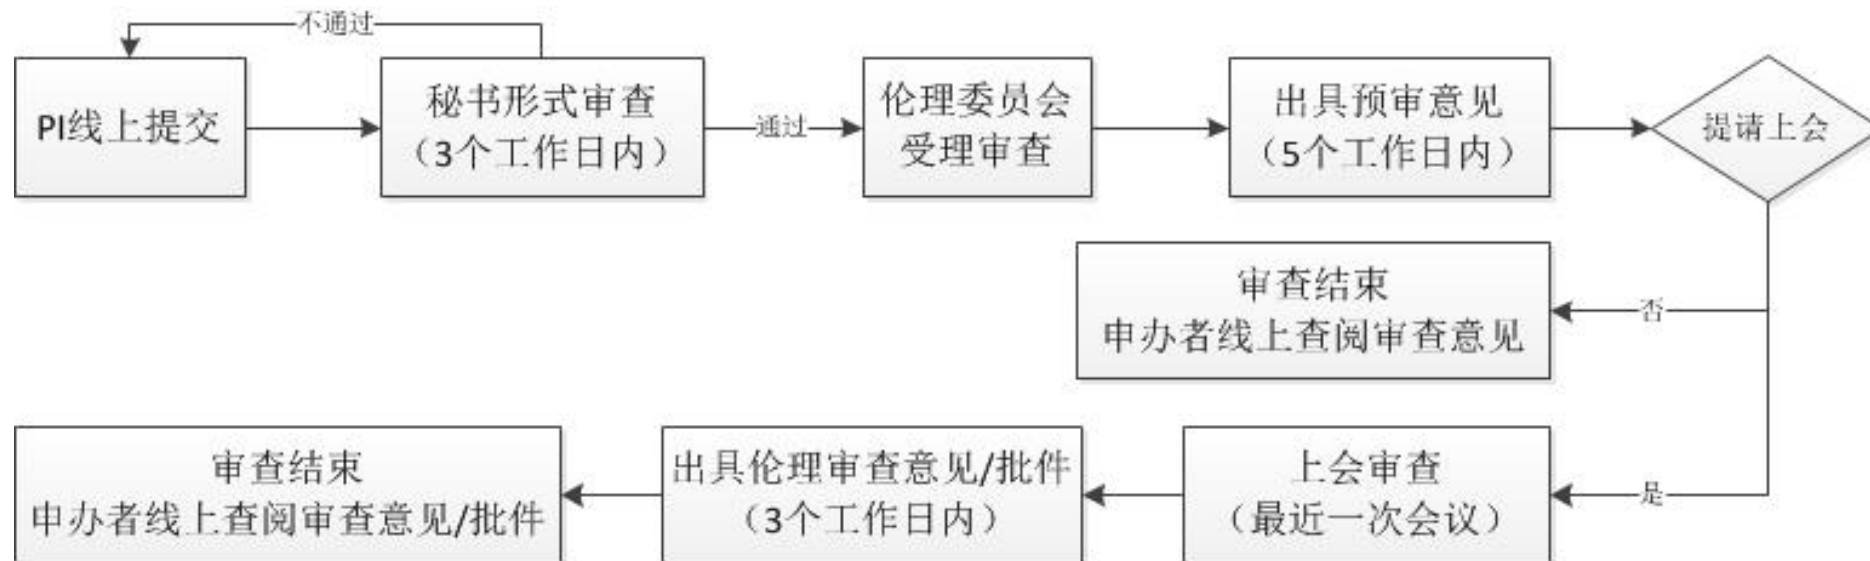 不通过
PI线上提交
秘书形式审查
（3个工作日内）
通过
伦理委员会
受理审查
出具预审意见
（5个工作日内）
提请上会
审查结束
申办者线上查阅审查意见
否
审查结束
申办者线上查阅审查意见/批件
出具伦理审查意见/批件
（3个工作日内）
上会审查
（最近一次会议）
是